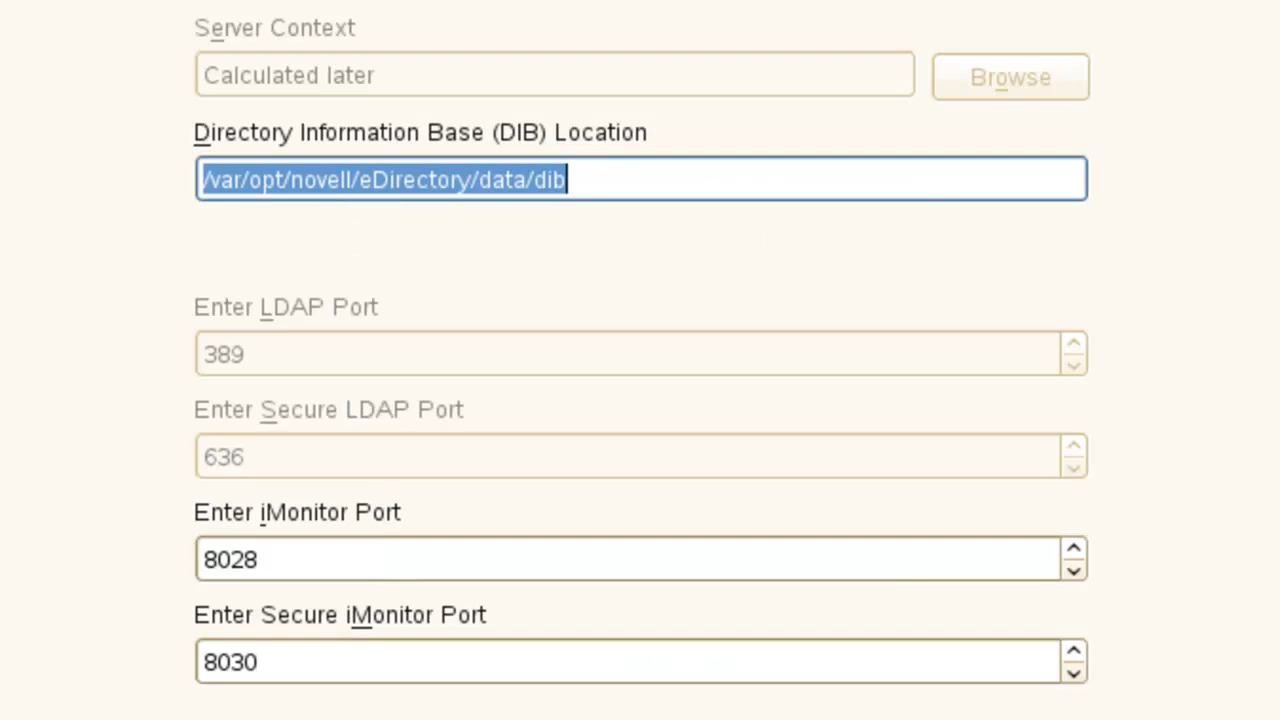 Server Context
Calculated later
Browse
Directory Information Base (DIB) Location
/var/opt/novell/eDirectory/data/dib
Enter LDAP Port
389
Enter Secure LDAP Port
636
Enter iMonitor Port
8028
Enter Secure iMonitor Port
8030